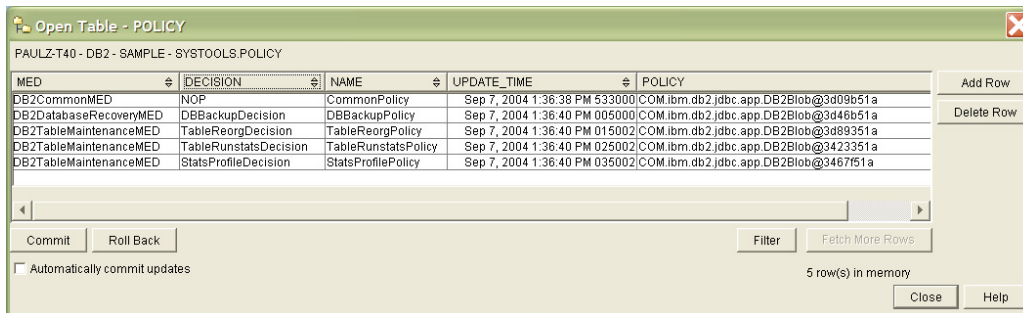 Open Table - POLICY
PAULZ-T40 - DB2 - SAMPLE - SYSTOOLS.POLICY
MED DECISION NAME UPDATE_TIME POLICY
DB2CommonMED NOP CommonPolicy Sep 7, 2004 1:36:38 PM 533000 COM.ibm.db2.jdbc.app.DB2Blob@3d09b51a
DB2DatabaseRecoveryMED DBBackupDecision DBBackupPolicy Sep 7, 2004 1:36:40 PM 005000 COM.ibm.db2.jdbc.app.DB2Blob@3d46b51a
DB2TableMaintenanceMED TableReorgDecision TableReorgPolicy Sep 7, 2004 1:36:40 PM 015002 COM.ibm.db2.jdbc.app.DB2Blob@3d89351a
DB2TableMaintenanceMED TableRunstatsDecision TableRunstatsPolicy Sep 7, 2004 1:36:40 PM 025002 COM.ibm.db2.jdbc.app.DB2Blob@3423351a
DB2TableMaintenanceMED StatsProfileDecision StatsProfilePolicy Sep 7, 2004 1:36:40 PM 035002 COM.ibm.db2.jdbc.app.DB2Blob@3467f51a
Add Row
Delete Row
Commit Roll Back Filter Fetch More Rows
Automatically commit updates
5 row(s) in memory
Close Help